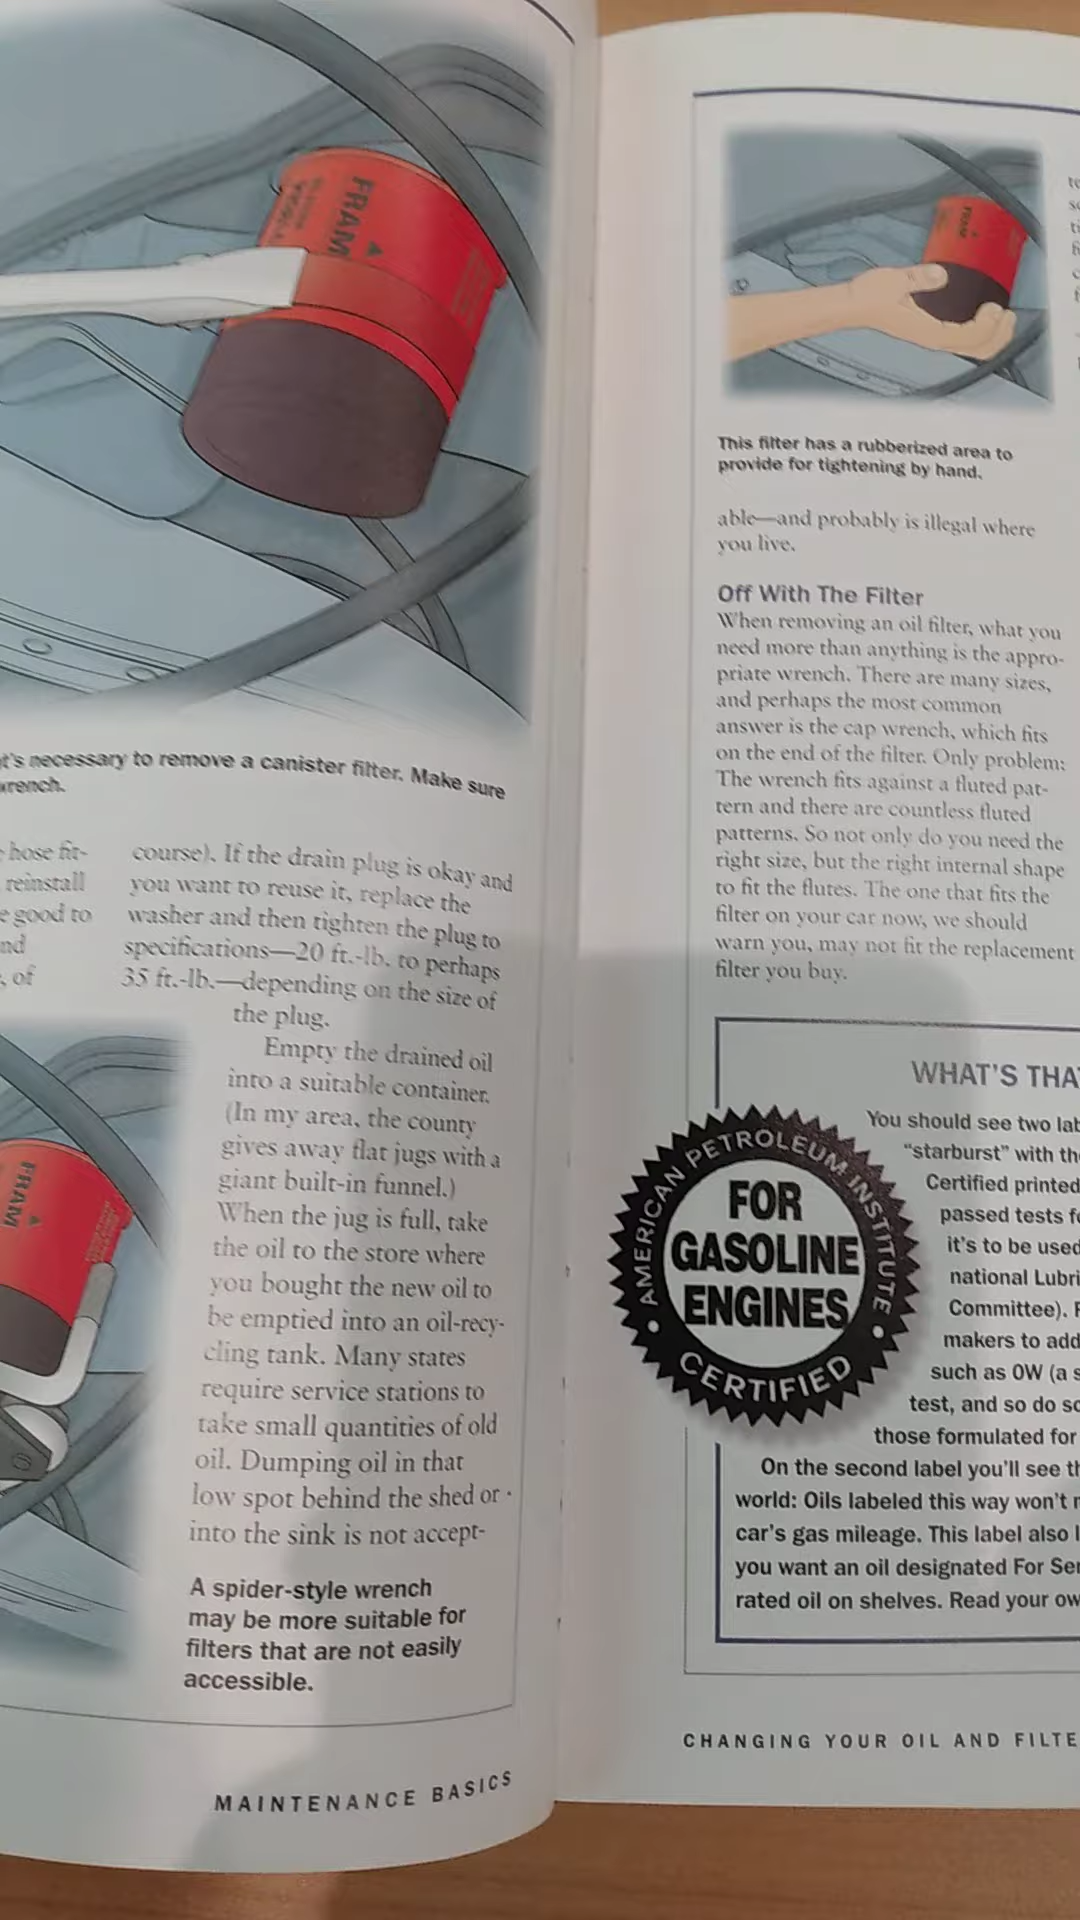 FRAM
t's necessary to remove a canister filter. Make sure
wrench.
hose fit-
reinstall
e good to
nd
, of
course). If the drain plug is okay and
you want to reuse it, replace the
washer and then tighten the plug to
specifications—20 ft.-lb. to perhaps
35 ft.-lb.—depending on the size of
the plug.
Empty the drained oil
into a suitable container.
(In my area, the county
gives away flat jugs with a
giant built-in funnel.)
When the jug is full, take
the oil to the store where
you bought the new oil to
be emptied into an oil-recy-
cling tank. Many states
require service stations to
take small quantities of old
oil. Dumping oil in that
low spot behind the shed or
into the sink is not accept-
FRAM
A spider-style wrench
may be more suitable for
filters that are not easily
accessible.
MAINTENANCE BASICS
FRAM
This filter has a rubberized area to
provide for tightening by hand.
able—and probably is illegal where
you live.
Off With The Filter
When removing an oil filter, what you
need more than anything is the appro-
priate wrench. There are many sizes,
and perhaps the most common
answer is the cap wrench, which fits
on the end of the filter. Only problem:
The wrench fits against a fluted pat-
tern and there are countless fluted
patterns. So not only do you need the
right size, but the right internal shape
to fit the flutes. The one that fits the
filter on your car now, we should
warn you, may not fit the replacement
filter you buy.
WHAT'S THA
AMERICAN PETROLEUM INSTITUTE
FOR
GASOLINE
ENGINES
CERTIFIED
You should see two lab
"starburst" with th
Certified printed
passed tests f
it's to be used
national Lubri
Committee).
makers to add
such as 0W (a s
test, and so do so
those formulated for
On the second label you'll see th
world: Oils labeled this way won't
car's gas mileage. This label also l
you want an oil designated For Ser
rated oil on shelves. Read your ow
CHANGING YOUR OIL AND FILTE